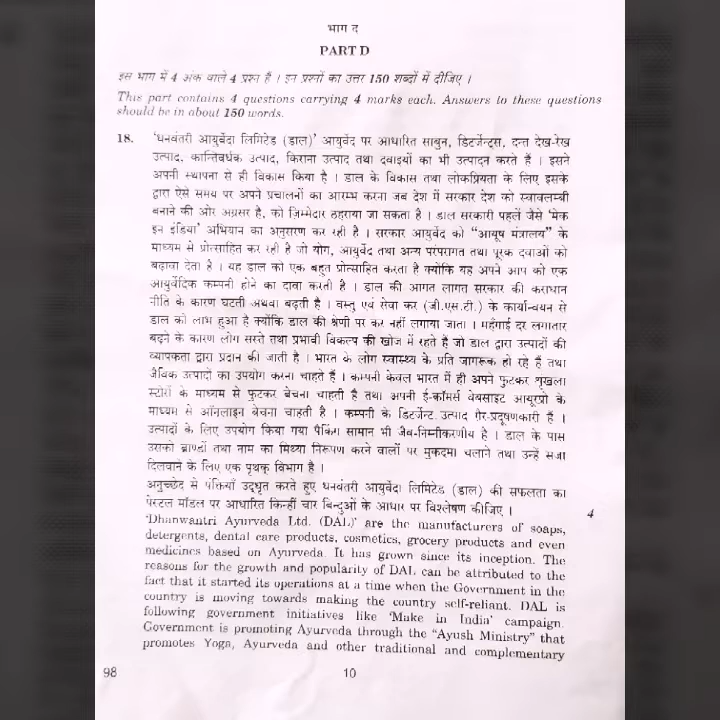 भाग द
PART D
इस भाग में 4 अंक वाले 4 प्रश्न हैं । इन प्रश्नों का उत्तर 150 शब्दों में दीजिए ।
This part contains 4 questions carrying 4 marks each. Answers to these questions
should be in about 150 words.
18. 'धनवंतरी आयुर्वेदा लिमिटेड (डाल)' आयुर्वेद पर आधारित साबुन, डिटर्जेन्ट्स, दन्त देख-रेख
उत्पाद, कान्तिवर्धक उत्पाद, किराना उत्पाद तथा दवाइयों का भी उत्पादन करते हैं । इसने
अपनी स्थापना से ही विकास किया है । डाल के विकास तथा लोकप्रियता के लिए इसके
द्वारा ऐसे समय पर अपने प्रचालनों का आरम्भ करना जब देश में सरकार देश को स्वावलम्बी
बनाने की ओर अग्रसर है, को ज़िम्मेदार ठहराया जा सकता है । डाल सरकारी पहलें जैसे 'मेक
इन इंडिया' अभियान का अनुसरण कर रही है । सरकार आयुर्वेद को "आयूष मंत्रालय" के
माध्यम से प्रोत्साहित कर रही है जो योग, आयुर्वेद तथा अन्य परंपरागत तथा पूरक दवाओं को
बढ़ावा देता है । यह डाल को एक बहुत प्रोत्साहित करता है क्योंकि यह अपने आप को एक
आयुर्वेदिक कम्पनी होने का दावा करती है । डाल की आगत लागत सरकार की कराधान
नीति के कारण घटती अथवा बढ़ती है । वस्तु एवं सेवा कर (जी.एस.टी.) के कार्यान्वयन से
डाल को लाभ हुआ है क्योंकि डाल की श्रेणी पर कर नहीं लगाया जाता । महँगाई दर लगातार
बढ़ने के कारण लोग सस्ते तथा प्रभावी विकल्प की खोज में रहते हैं जो डाल द्वारा उत्पादों की
व्यापकता द्वारा प्रदान की जाती है । भारत के लोग स्वास्थ्य के प्रति जागरूक हो रहे हैं तथा
जैविक उत्पादों का उपयोग करना चाहते हैं । कम्पनी केवल भारत में ही अपने फुटकर शृंखला
स्टोरों के माध्यम से फुटकर बेचना चाहती है तथा अपनी ई-कॉमर्स वेबसाइट आयूरप्रो के
माध्यम से ऑनलाइन बेचना चाहती है । कम्पनी के डिटर्जेन्ट उत्पाद ग़ैर-प्रदूषणकारी हैं ।
उत्पादों के लिए उपयोग किया गया पैकिंग सामान भी जैव-निम्नीकरणीय है । डाल के पास
उसकी ब्राण्डों तथा नाम का मिथ्या निरूपण करने वालों पर मुकदमा चलाने तथा उन्हें सज़ा
दिलवाने के लिए एक पृथक् विभाग है ।
अनुच्छेद से पंक्तियाँ उद्धृत करते हुए धनवंतरी आयुर्वेदा लिमिटेड (डाल) की सफलता का
पेस्टल मॉडल पर आधारित किन्हीं चार बिन्दुओं के आधार पर विश्लेषण कीजिए । 4
'Dhanwantri Ayurveda Ltd. (DAL)' are the manufacturers of soaps,
detergents, dental care products, cosmetics, grocery products and even
medicines based on Ayurveda. It has grown since its inception. The
reasons for the growth and popularity of DAL can be attributed to the
fact that it started its operations at a time when the Government in the
country is moving towards making the country self-reliant. DAL is
following government initiatives like 'Make in India' campaign.
Government is promoting Ayurveda through the "Ayush Ministry" that
promotes Yoga, Ayurveda and other traditional and complementary
98 10